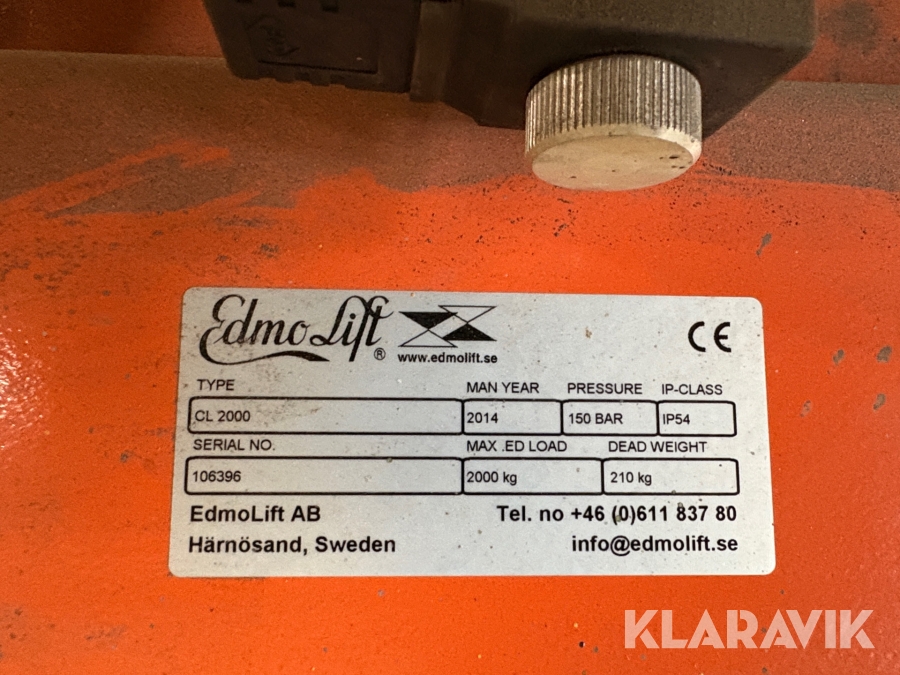 Edmo Lift ®
www.edmolift.se
CE
TYPE MAN YEAR PRESSURE IP-CLASS
CL 2000 2014 150 BAR IP54
SERIAL NO. MAX .ED LOAD DEAD WEIGHT
106396 2000 kg 210 kg
EdmoLift AB Tel. no +46 (0)611 837 80
Härnösand, Sweden info@edmolift.se
KLARAVIK